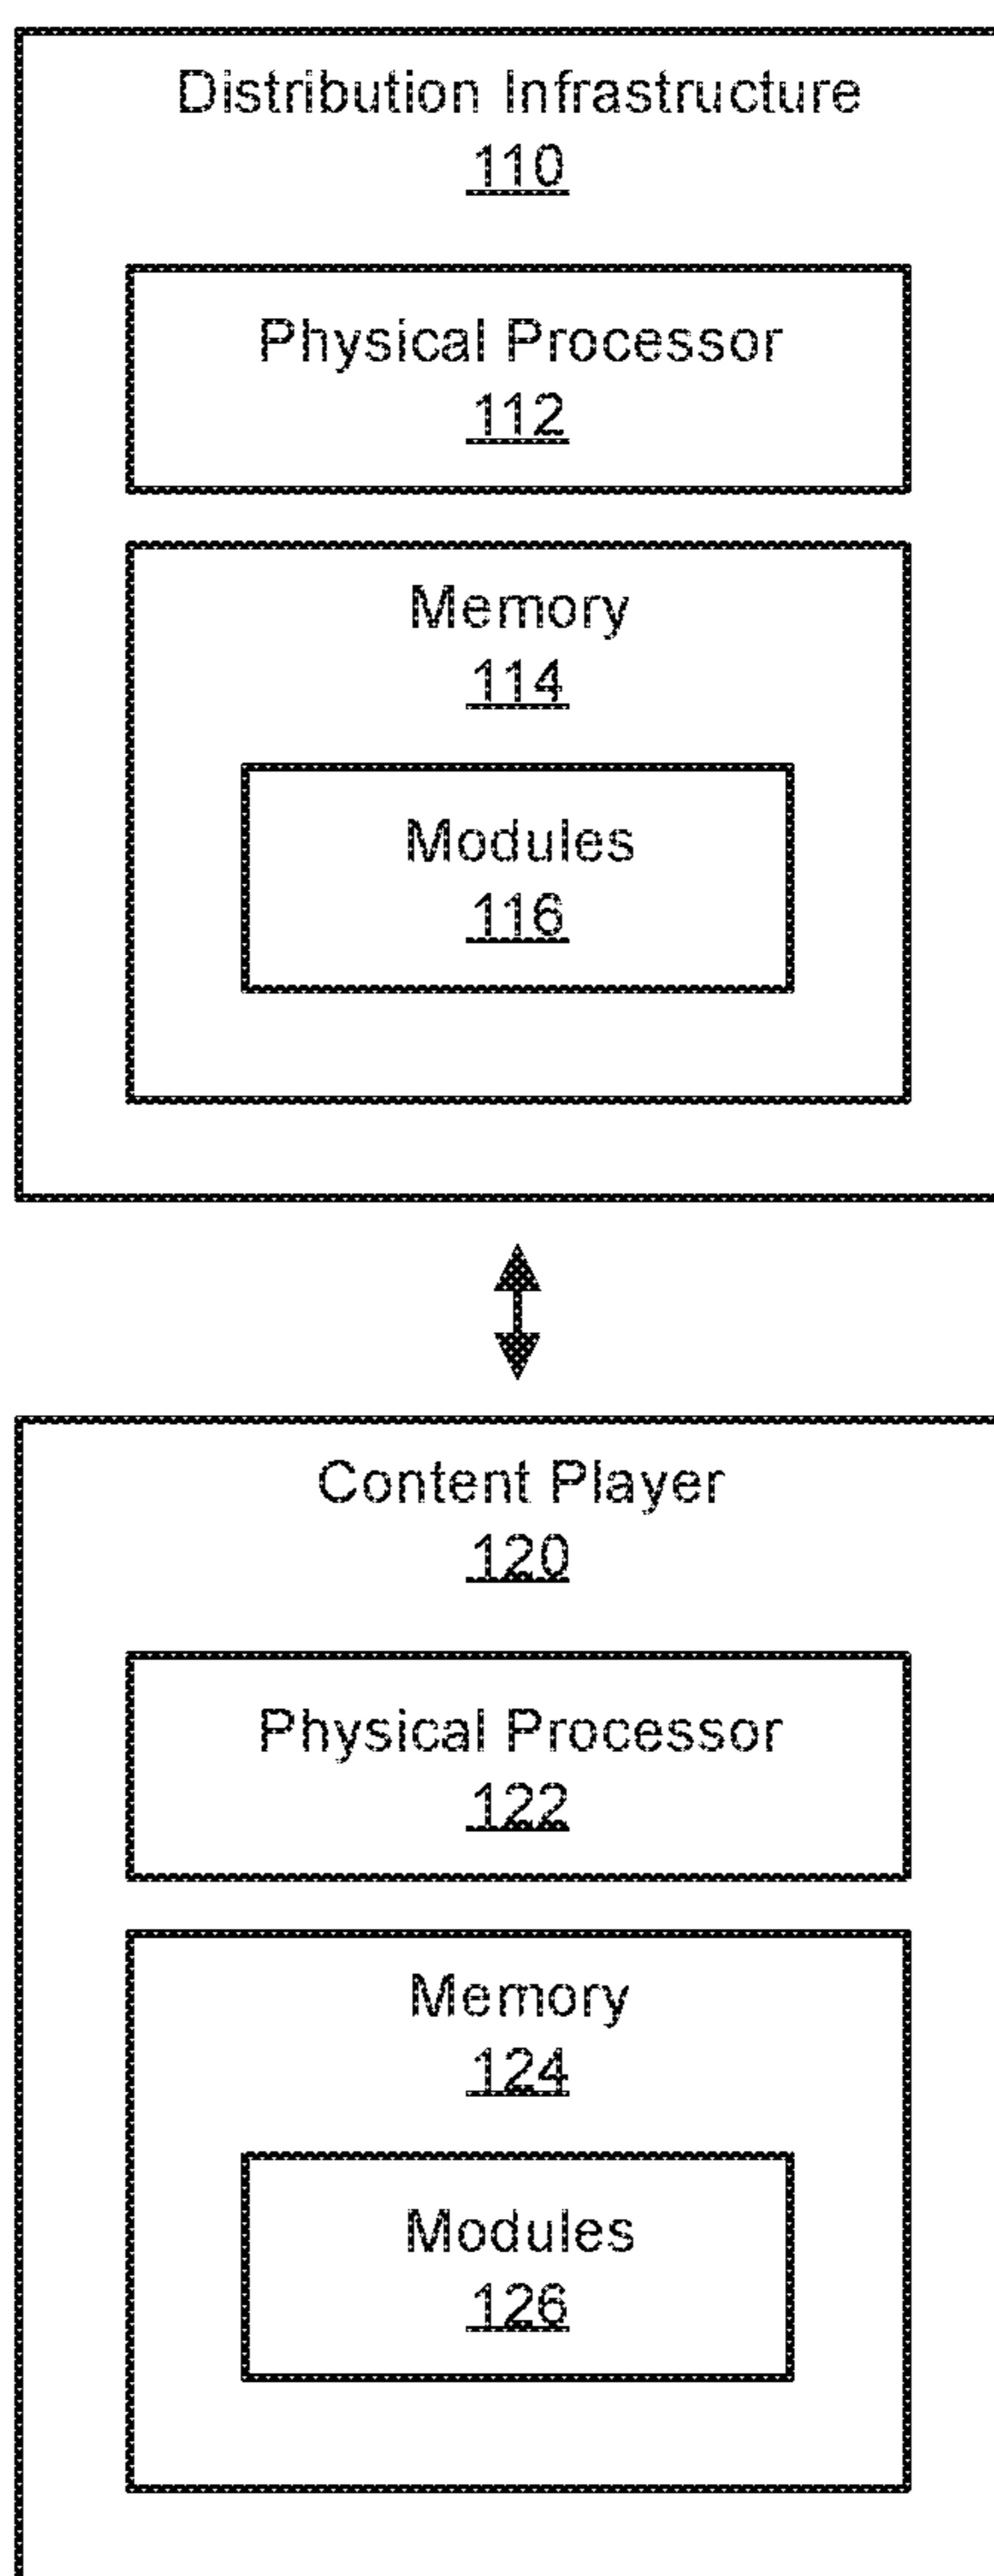 Distribution Infrastructure
110
Physical Processor
112
Memory
114
Modules
116
Content Player
120
Physical Processor
122
Memory
124
Modules
126